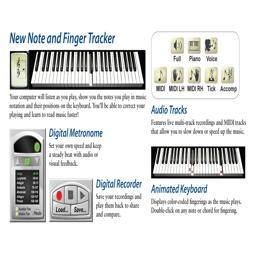 New Note and Finger Tracker
Your computer will listen as you play, show you the notes you play in music
notation and their positions on the keyboard. You'll be able to correct your
playing and learn to read music faster!
Digital Metronome
Set your own speed and keep
a steady beat with audio or
visual feedback.
Digital Recorder
Save your recordings and
play them back to share
and compare.
Load...
Save...
Full Piano Voice
MIDI MIDI LH MIDI RH Tick Accomp
Audio Tracks
Features live multi-track recordings and MIDI tracks
that allow you to slow down or speed up the music.
Animated Keyboard
Displays color-coded fingerings as the music plays.
Double-click on any note or chord for fingering.